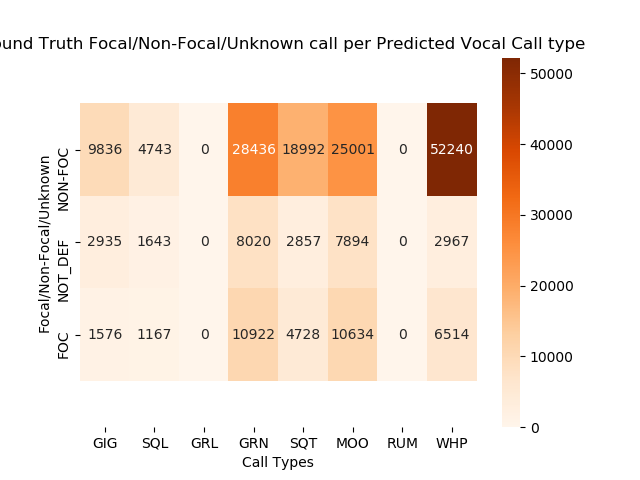 ound Truth Focal/Non-Focal/Unknown call per Predicted Vocal Call type
50000
40000
30000
20000
10000
0
Focal/Non-Focal/Unknown
NON-FOC
9836 4743 0 28436 18992 25001 0 52240
NOT_DEF
2935 1643 0 8020 2857 7894 0 2967
FOC
1576 1167 0 10922 4728 10634 0 6514
GIG SQL GRL GRN SQT MOO RUM WHP
Call Types